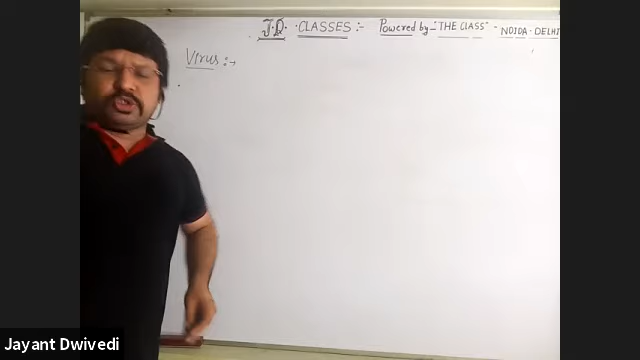 J.D. CLASSES :- Powered by - "THE CLASS" - NOIDA - DELHI
Virus :→
Jayant Dwivedi